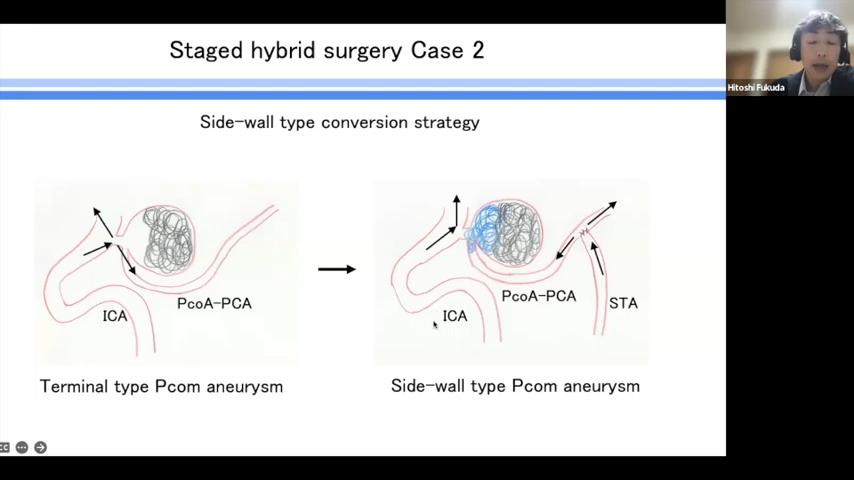 Staged hybrid surgery Case 2
Hitoshi Fukuda
Side-wall type conversion strategy
ICA
PcoA-PCA
ICA
PcoA-PCA
STA
Terminal type Pcom aneurysm
Side-wall type Pcom aneurysm
CC